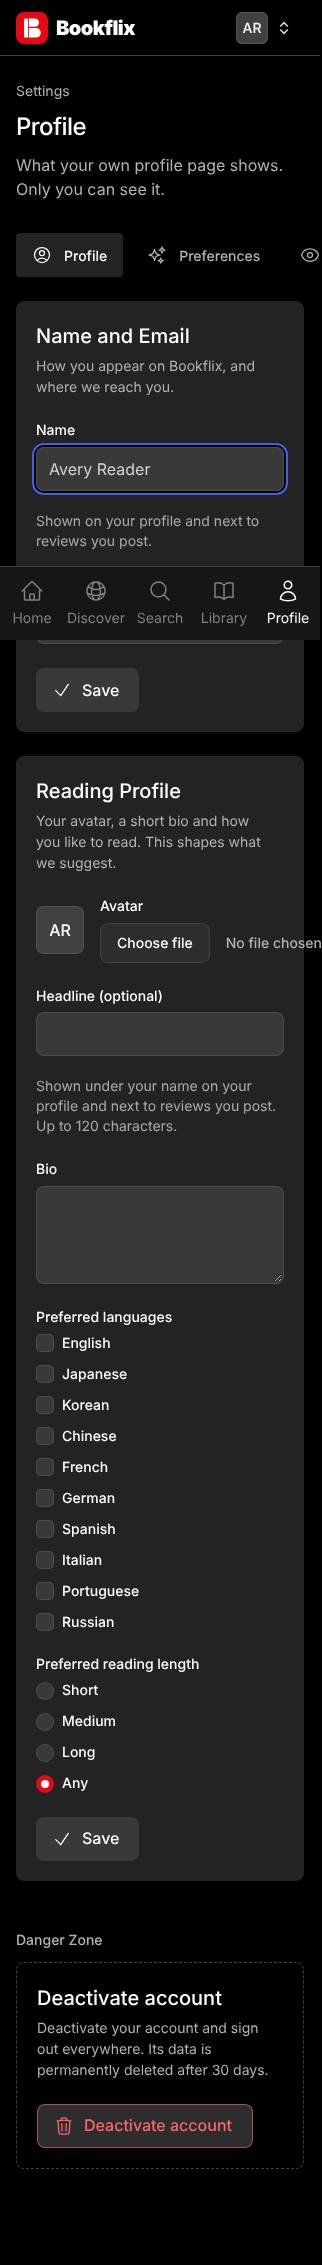 Bookflix
AR
Settings
Profile
What your own profile page shows.
Only you can see it.
Profile
Preferences
Name and Email
How you appear on Bookflix, and
where we reach you.
Name
Avery Reader
Shown on your profile and next to
reviews you post.
Home
Discover
Search
Library
Profile
Save
Reading Profile
Your avatar, a short bio and how
you like to read. This shapes what
we suggest.
AR
Avatar
Choose file
No file chosen
Headline (optional)
Shown under your name on your
profile and next to reviews you post.
Up to 120 characters.
Bio
Preferred languages
English
Japanese
Korean
Chinese
French
German
Spanish
Italian
Portuguese
Russian
Preferred reading length
Short
Medium
Long
Any
Save
Danger Zone
Deactivate account
Deactivate your account and sign
out everywhere. Its data is
permanently deleted after 30 days.
Deactivate account